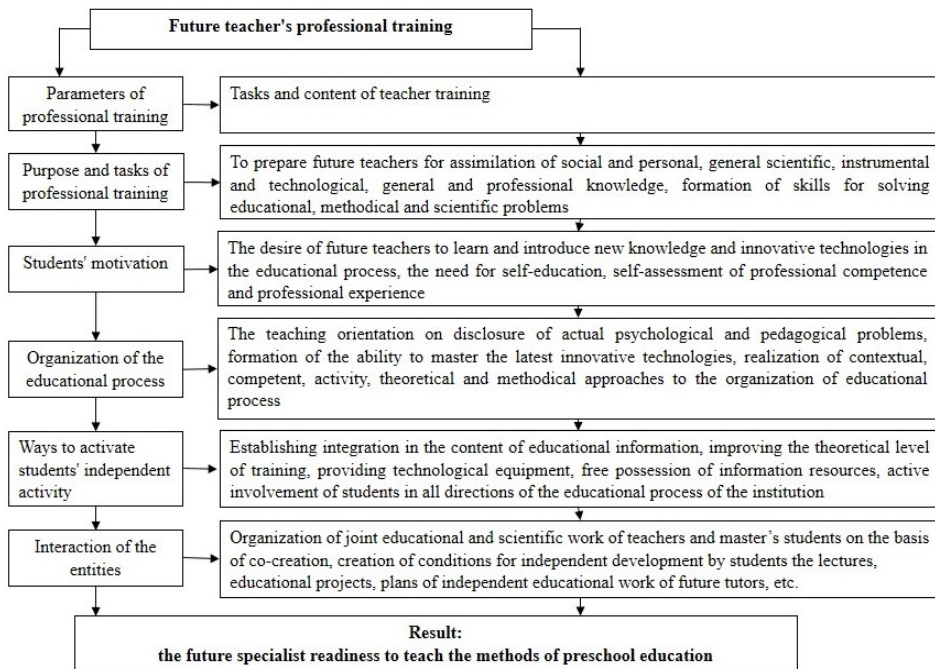 Future teacher's professional training
Parameters of
professional training
Tasks and content of teacher training
Purpose and tasks of
professional training
To prepare future teachers for assimilation of social and personal, general scientific, instrumental
and technological, general and professional knowledge, formation of skills for solving
educational, methodical and scientific problems
Students' motivation
The desire of future teachers to learn and introduce new knowledge and innovative technologies in
the educational process, the need for self-education, self-assessment of professional competence
and professional experience
Organization of the
educational process
The teaching orientation on disclosure of actual psychological and pedagogical problems,
formation of the ability to master the latest innovative technologies, realization of contextual,
competent, activity, theoretical and methodical approaches to the organization of educational
process
Ways to activate
students' independent
activity
Establishing integration in the content of educational information, improving the theoretical level
of training, providing technological equipment, free possession of information resources, active
involvement of students in all directions of the educational process of the institution
Interaction of the
entities
Organization of joint educational and scientific work of teachers and master’s students on the basis
of co-creation, creation of conditions for independent development by students the lectures,
educational projects, plans of independent educational work of future tutors, etc.
Result:
the future specialist readiness to teach the methods of preschool education